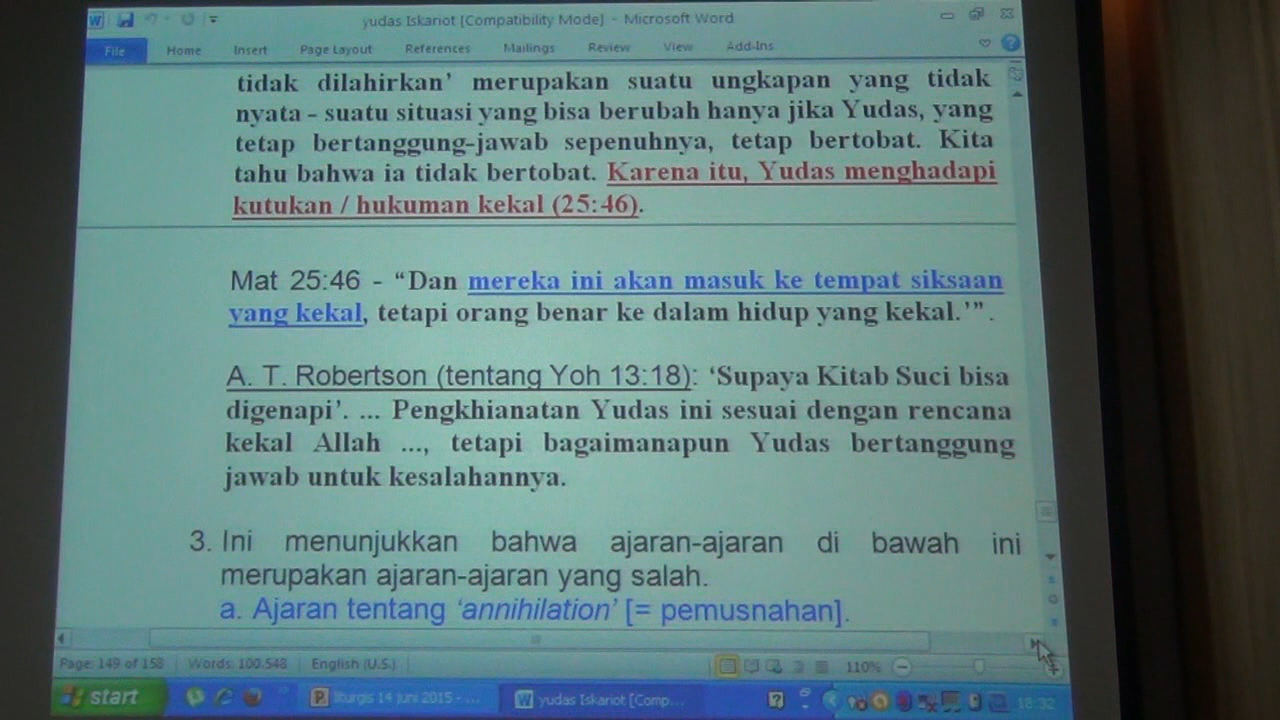 yudas Iskariot [Compatibility Mode] - Microsoft Word
File Home Insert Page Layout References Mailings Review View Add-Ins
tidak dilahirkan’ merupakan suatu ungkapan yang tidak
nyata - suatu situasi yang bisa berubah hanya jika Yudas, yang
tetap bertanggung-jawab sepenuhnya, tetap bertobat. Kita
tahu bahwa ia tidak bertobat. Karena itu, Yudas menghadapi
kutukan / hukuman kekal (25:46).
Mat 25:46 - “Dan mereka ini akan masuk ke tempat siksaan
yang kekal, tetapi orang benar ke dalam hidup yang kekal.’”.
A. T. Robertson (tentang Yoh 13:18): ‘Supaya Kitab Suci bisa
digenapi’. ... Pengkhianatan Yudas ini sesuai dengan rencana
kekal Allah ..., tetapi bagaimanapun Yudas bertanggung
jawab untuk kesalahannya.
3. Ini menunjukkan bahwa ajaran-ajaran di bawah ini
merupakan ajaran-ajaran yang salah.
a. Ajaran tentang ‘annihilation’ [= pemusnahan].
Page: 149 of 158 Words: 100.548 English (U.S.) 110%
start liturgis 14 Juni 2015 - ... yudas Iskariot [Comp... 18:32